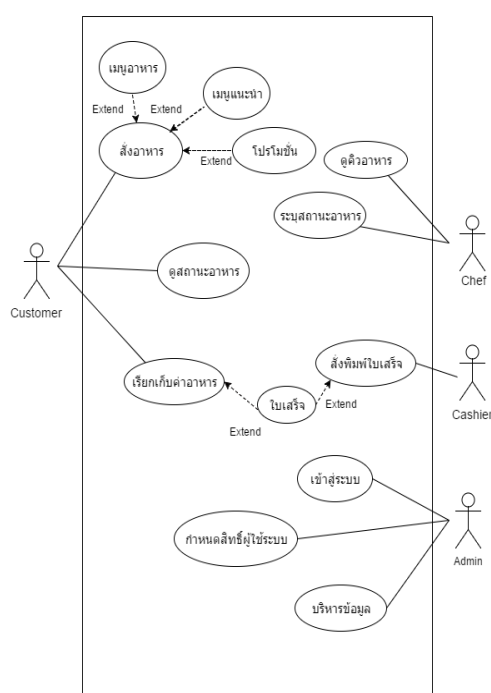 เมนูอาหาร
เมนูแนะนำ
Extend
Extend
สั่งอาหาร
โปรโมชั่น
Extend
ดูคิวอาหาร
ระบุสถานะอาหาร
Chef
ดูสถานะอาหาร
Customer
สั่งพิมพ์ใบเสร็จ
เรียกเก็บค่าอาหาร
ใบเสร็จ
Extend
Extend
Cashier
เข้าสู่ระบบ
กำหนดสิทธิ์ผู้ใช้ระบบ
Admin
บริหารข้อมูล